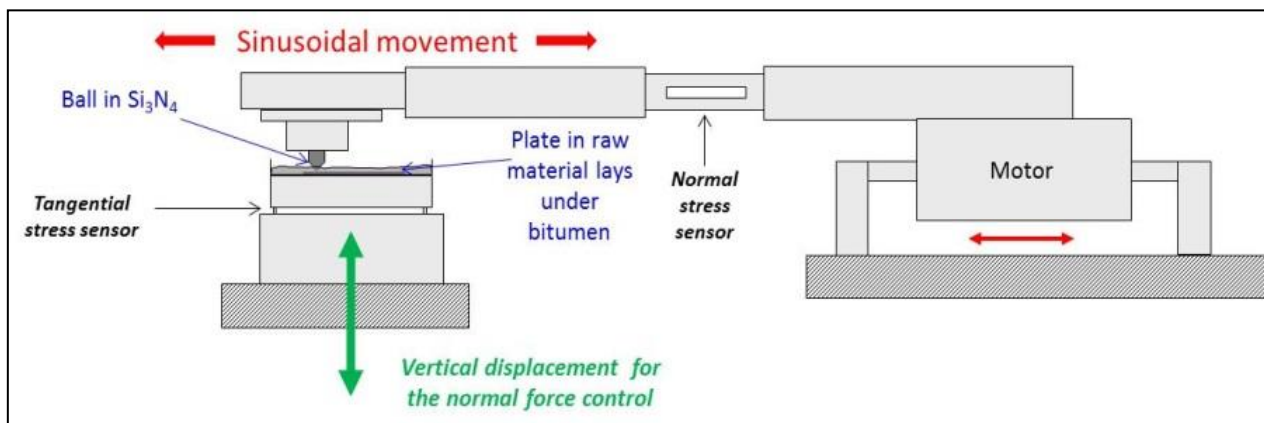 Sinusoidal movement
Ball in Si₃N₄
Plate in raw
material lays
under
bitumen
Tangential
stress sensor
Normal
stress
sensor
Motor
Vertical displacement for
the normal force control